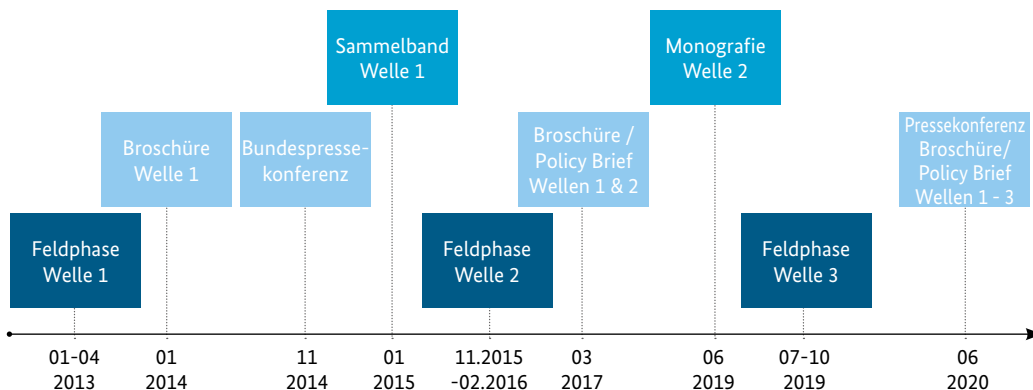 Sammelband
Welle 1
Monografie
Welle 2
Broschüre
Welle 1
Bundespresse-
konferenz
Broschüre /
Policy Brief
Wellen 1 & 2
Pressekonferenz
Broschüre/
Policy Brief
Wellen 1 - 3
Feldphase
Welle 1
Feldphase
Welle 2
Feldphase
Welle 3
01-04
2013
01
2014
11
2014
01
2015
11.2015
-02.2016
03
2017
06
2019
07-10
2019
06
2020